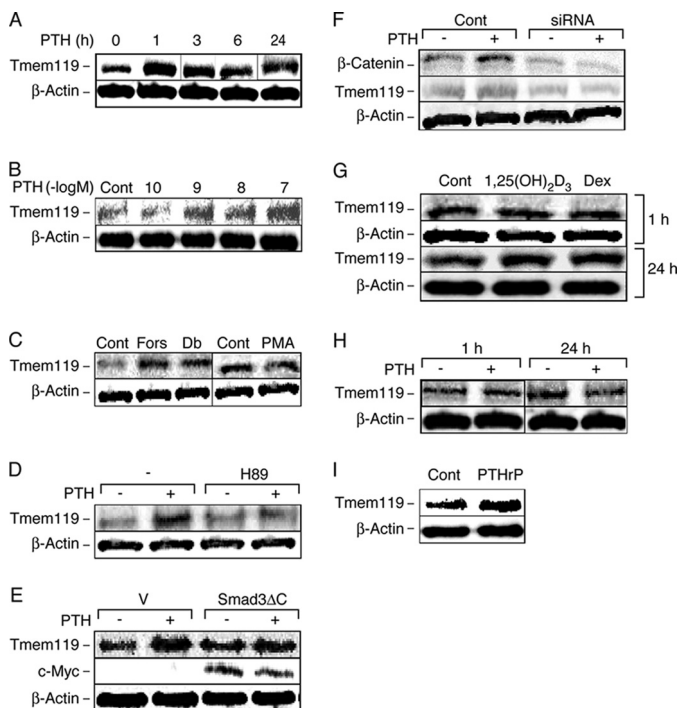 A
PTH (h) 0 1 3 6 24
Tmem119 –
β-Actin –
B
PTH (-logM) Cont 10 9 8 7
Tmem119 –
β-Actin –
C
Cont Fors Db Cont PMA
Tmem119 –
β-Actin –
D
- H89
PTH - + - +
Tmem119 –
β-Actin –
E
V Smad3ΔC
PTH - + - +
Tmem119 –
c-Myc –
β-Actin –
F
Cont siRNA
PTH - + - +
β-Catenin –
Tmem119 –
β-Actin –
G
Cont 1,25(OH)₂D₃ Dex
Tmem119 –
β-Actin –
1 h
Tmem119 –
β-Actin –
24 h
H
1 h 24 h
PTH - + - +
Tmem119 –
β-Actin –
I
Cont PTHrP
Tmem119 –
β-Actin –